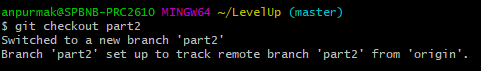 anpurmak@SPBNB-PRC2610 MINGW64 ~/LevelUp (master)
$ git checkout part2
Switched to a new branch 'part2'
Branch 'part2' set up to track remote branch 'part2' from 'origin'.